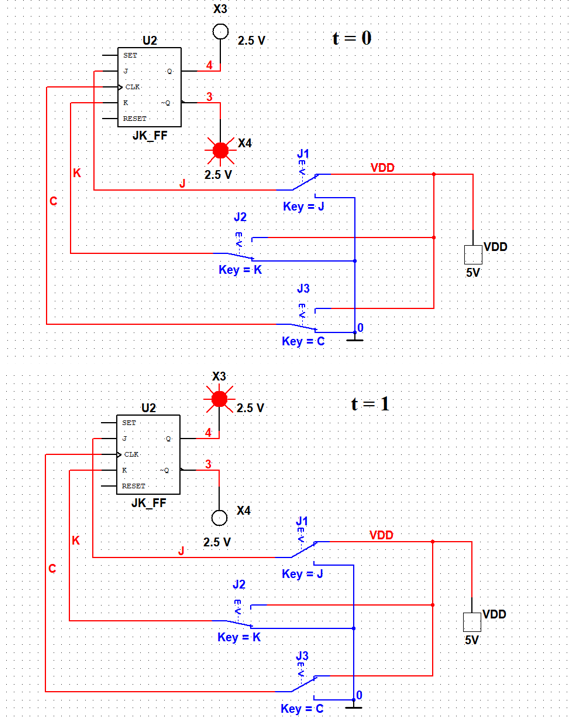 X3
t = 0
U2
2.5 V
SET
J
Q
4
CLK
K
~Q
3
RESET
JK_FF
X4
2.5 V
J1
VDD
K
J
Key = J
C
J2
VDD
Key = K
5V
J3
0
Key = C
X3
t = 1
U2
2.5 V
SET
J
Q
4
CLK
K
~Q
3
RESET
JK_FF
X4
2.5 V
J1
VDD
K
J
Key = J
C
J2
VDD
Key = K
5V
J3
0
Key = C